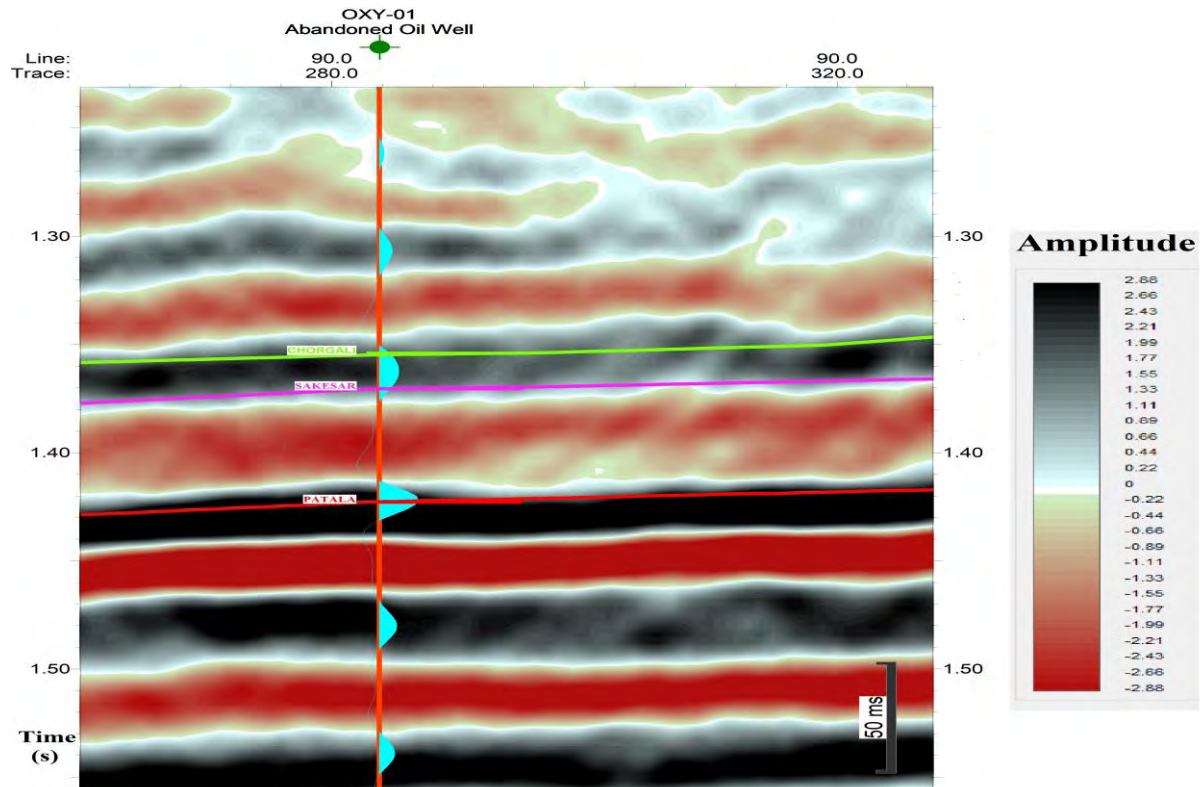 OXY-01
Abandoned Oil Well
Line: 90.0 90.0
Trace: 280.0 320.0
1.30 1.30
CHORGALI
SAKESAR
1.40 1.40
PATALA
1.50 1.50
50 ms
Time
(s)
Amplitude
2.88
2.66
2.43
2.21
1.99
1.77
1.55
1.33
1.11
0.89
0.66
0.44
0.22
0
-0.22
-0.44
-0.66
-0.89
-1.11
-1.33
-1.55
-1.77
-1.99
-2.21
-2.43
-2.66
-2.88